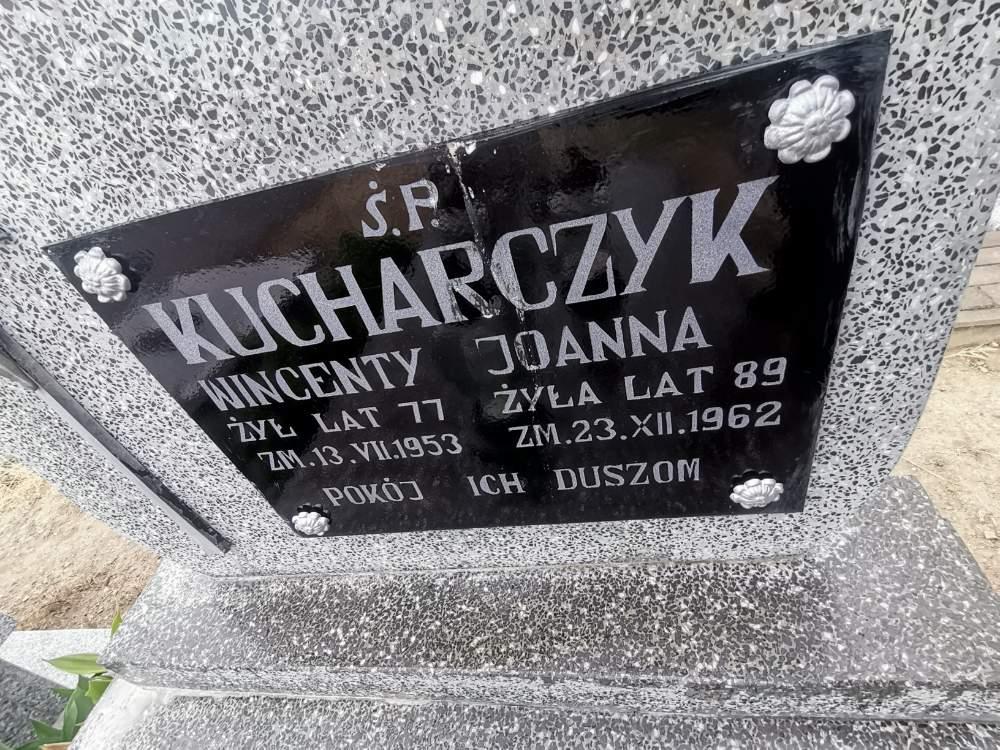 Ś.P.
KUCHARCZYK
WINCENTY JOANNA
ŻYŁ LAT 77 ŻYŁA LAT 89
ZM.13.VII.1953 ZM.23.XII.1962
POKÓJ ICH DUSZOM